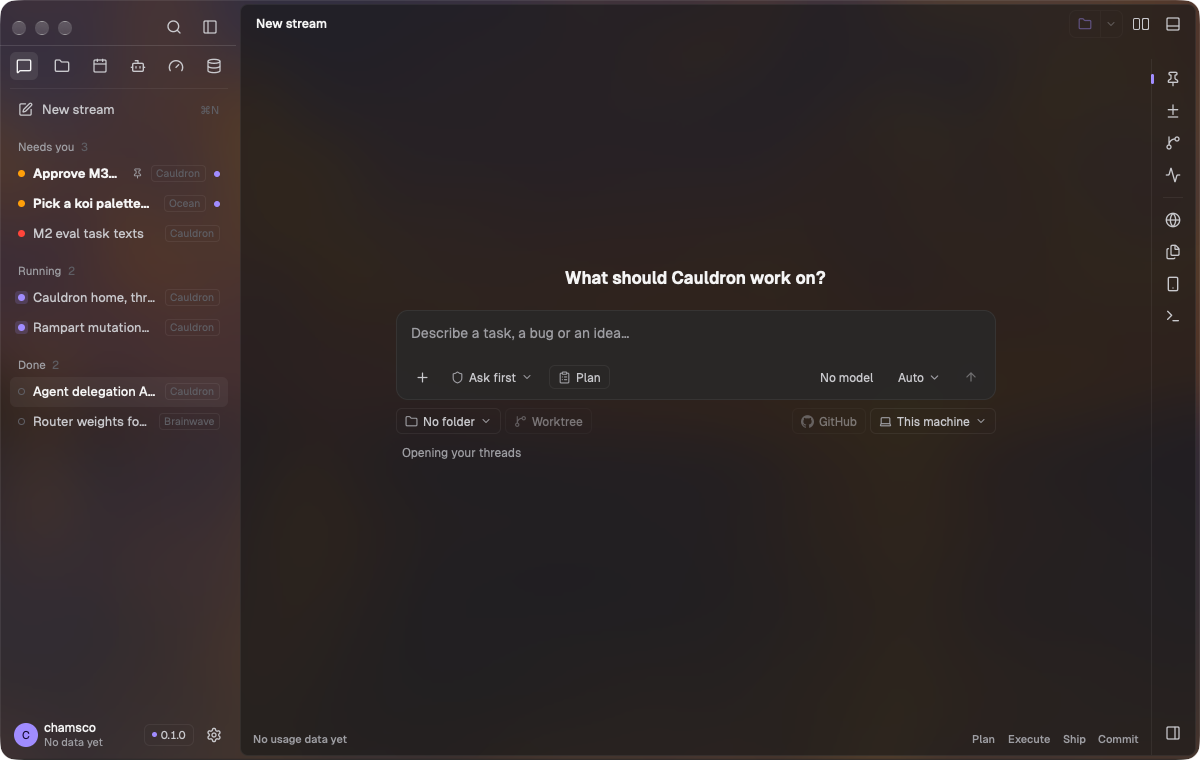 New stream
New stream ⌘N
Needs you 3
Approve M3... Cauldron
Pick a koi palette... Ocean
M2 eval task texts Cauldron
Running 2
Cauldron home, thr... Cauldron
Rampart mutation... Cauldron
Done 2
Agent delegation A... Cauldron
Router weights fo... Brainwave
What should Cauldron work on?
Describe a task, a bug or an idea...
Ask first Plan No model Auto
No folder Worktree GitHub This machine
Opening your threads
C
chamsco
No data yet
0.1.0
No usage data yet
Plan Execute Ship Commit